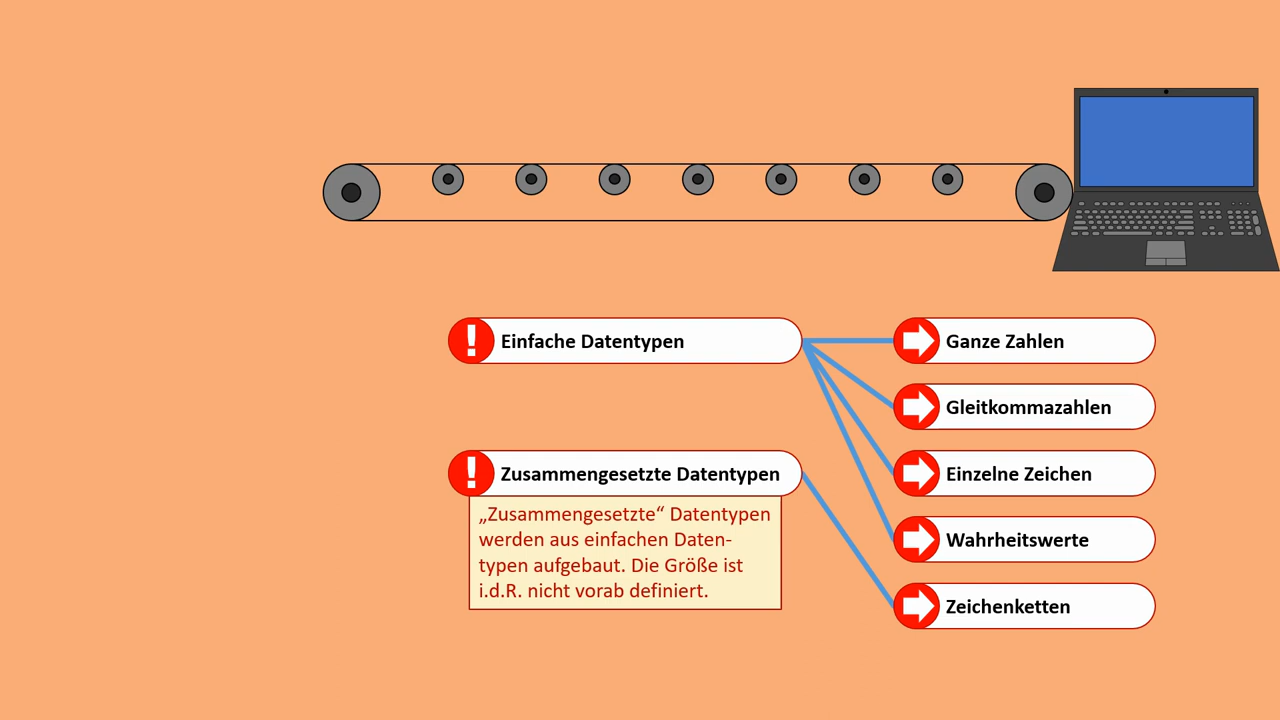 Einfache Datentypen
Ganze Zahlen
Gleitkommazahlen
Zusammengesetzte Datentypen
Einzelne Zeichen
„Zusammengesetzte“ Datentypen
werden aus einfachen Daten-
typen aufgebaut. Die Größe ist
i.d.R. nicht vorab definiert.
Wahrheitswerte
Zeichenketten